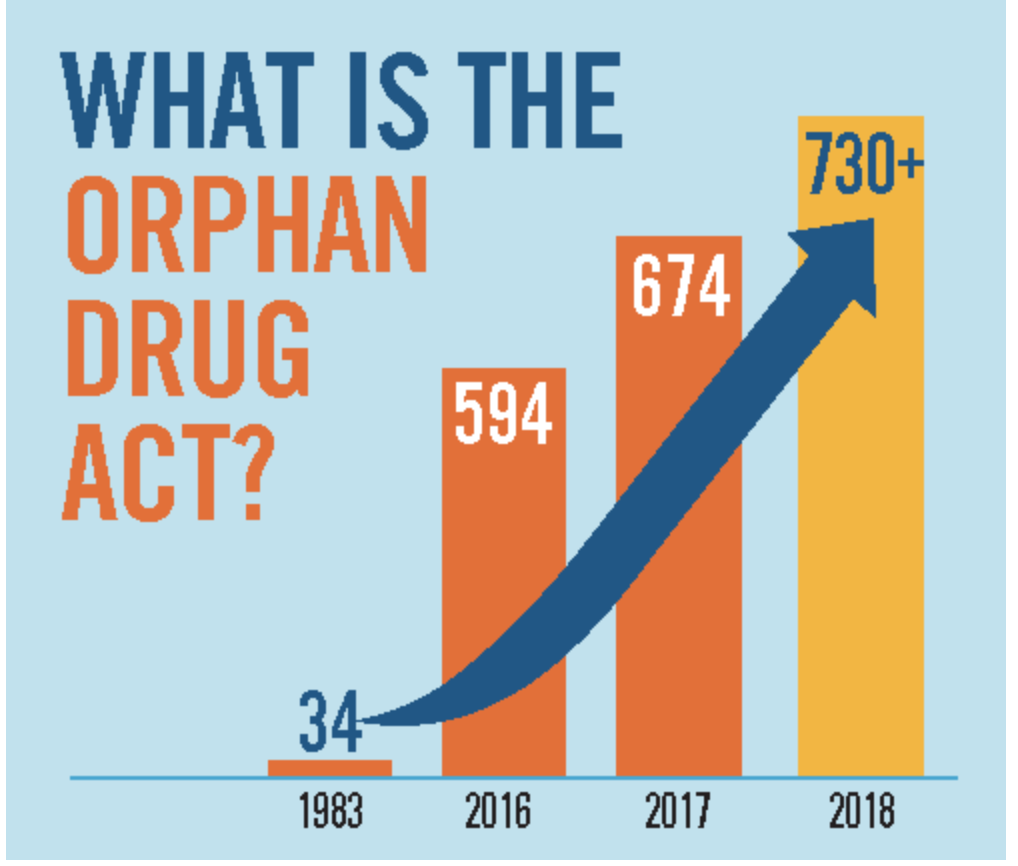 WHAT IS THE
ORPHAN
DRUG
ACT?
730+
674
594
34
1983 2016 2017 2018